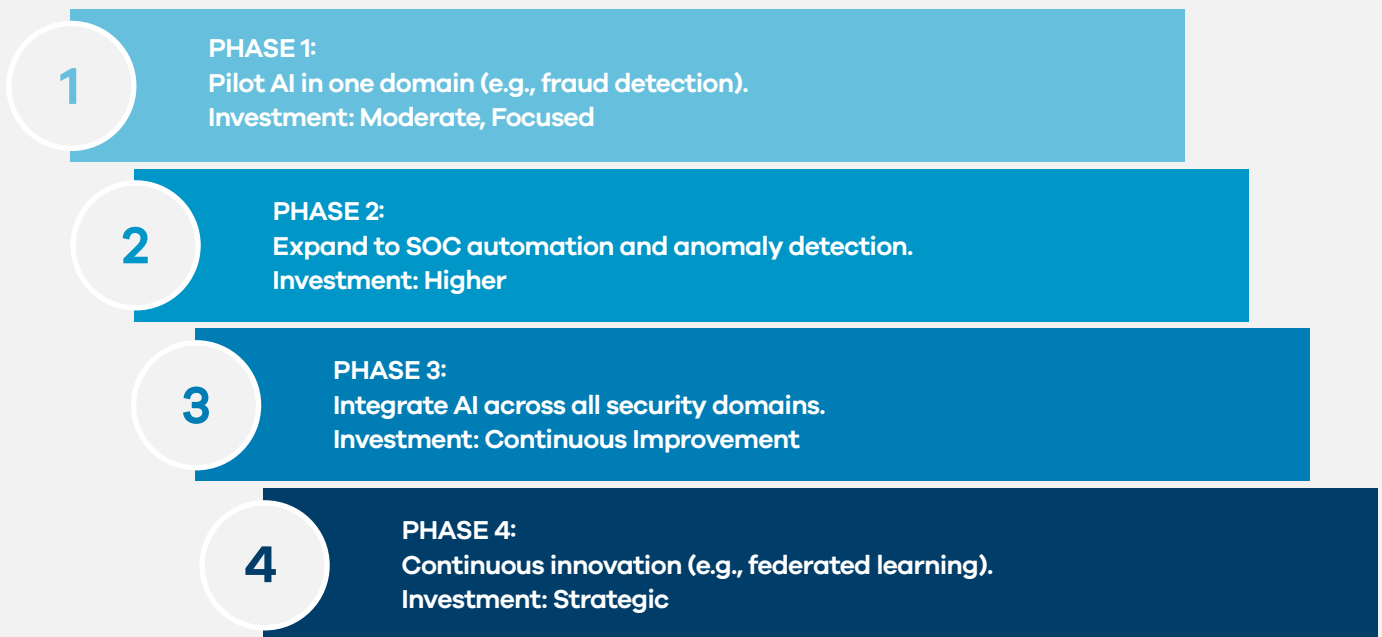 1
PHASE 1:
Pilot AI in one domain (e.g., fraud detection).
Investment: Moderate, Focused
2
PHASE 2:
Expand to SOC automation and anomaly detection.
Investment: Higher
3
PHASE 3:
Integrate AI across all security domains.
Investment: Continuous Improvement
4
PHASE 4:
Continuous innovation (e.g., federated learning).
Investment: Strategic